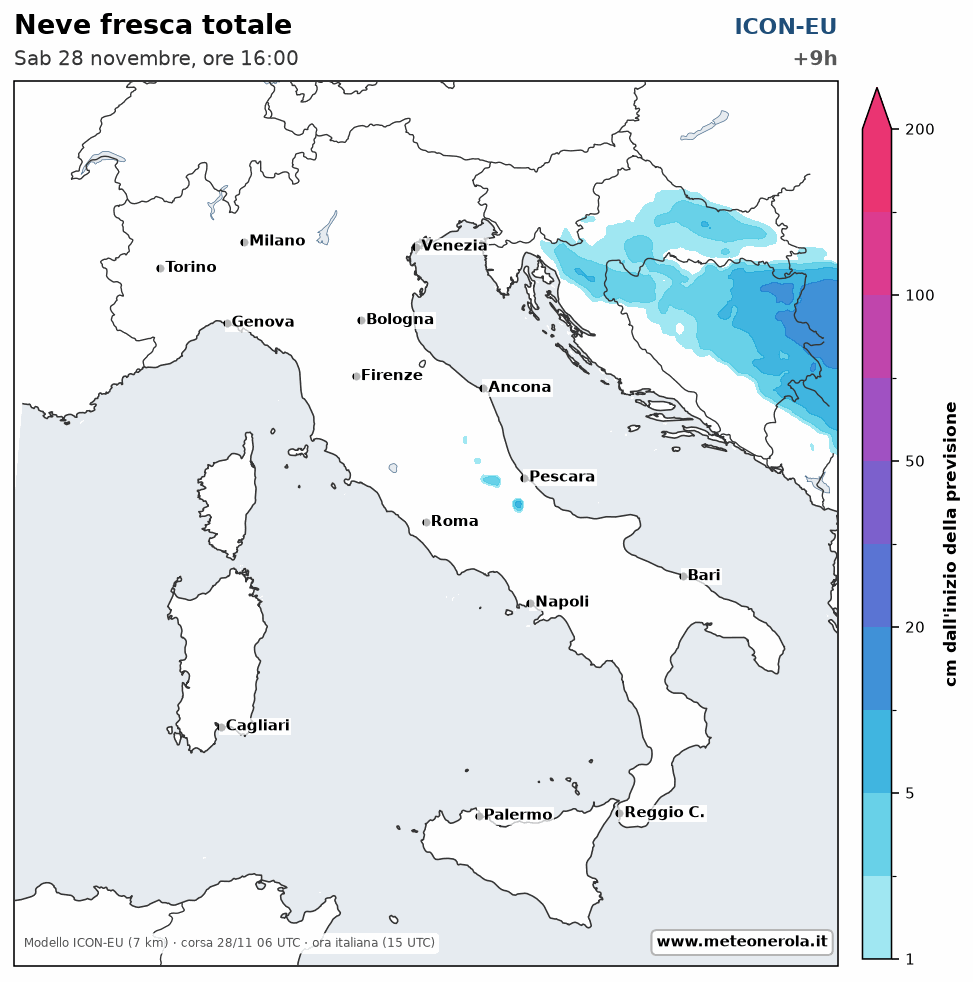 Neve fresca totale
ICON-EU
Sab 28 novembre, ore 16:00
+9h
200
100
50
20
5
1
cm dall'inizio della previsione
Milano
Venezia
Torino
Genova
Bologna
Firenze
Ancona
Pescara
Roma
Bari
Napoli
Cagliari
Palermo
Reggio C.
Modello ICON-EU (7 km) · corsa 28/11 06 UTC · ora italiana (15 UTC)
www.meteonerola.it